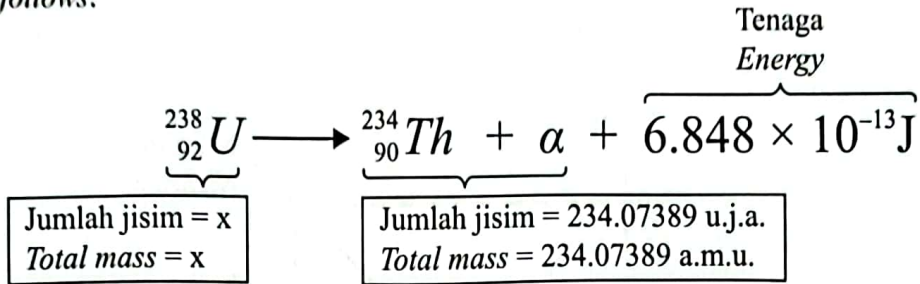 follows:
Tenaga
Energy
²³⁸₉₂U ⟶ ²³⁴₉₀Th + α + 6.848 × 10⁻¹³J
Jumlah jisim = x
Total mass = x
Jumlah jisim = 234.07389 u.j.a.
Total mass = 234.07389 a.m.u.